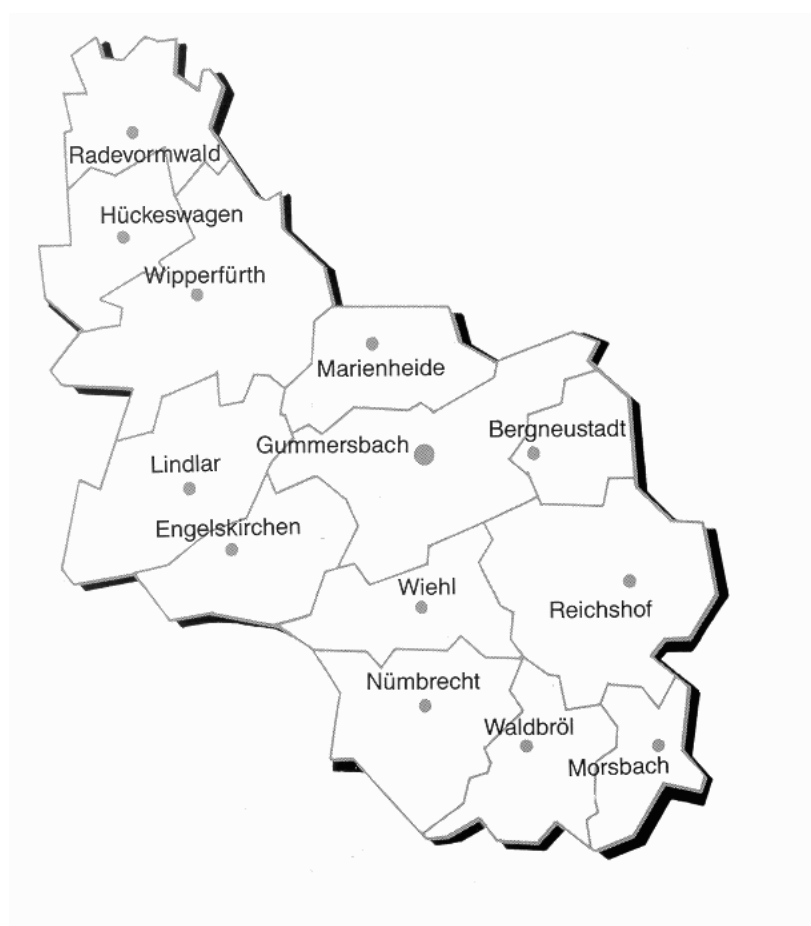 Radevormwald
Hückeswagen
Wipperfürth
Marienheide
Bergneustadt
Gummersbach
Lindlar
Engelskirchen
Wiehl
Reichshof
Nümbrecht
Waldbröl
Morsbach